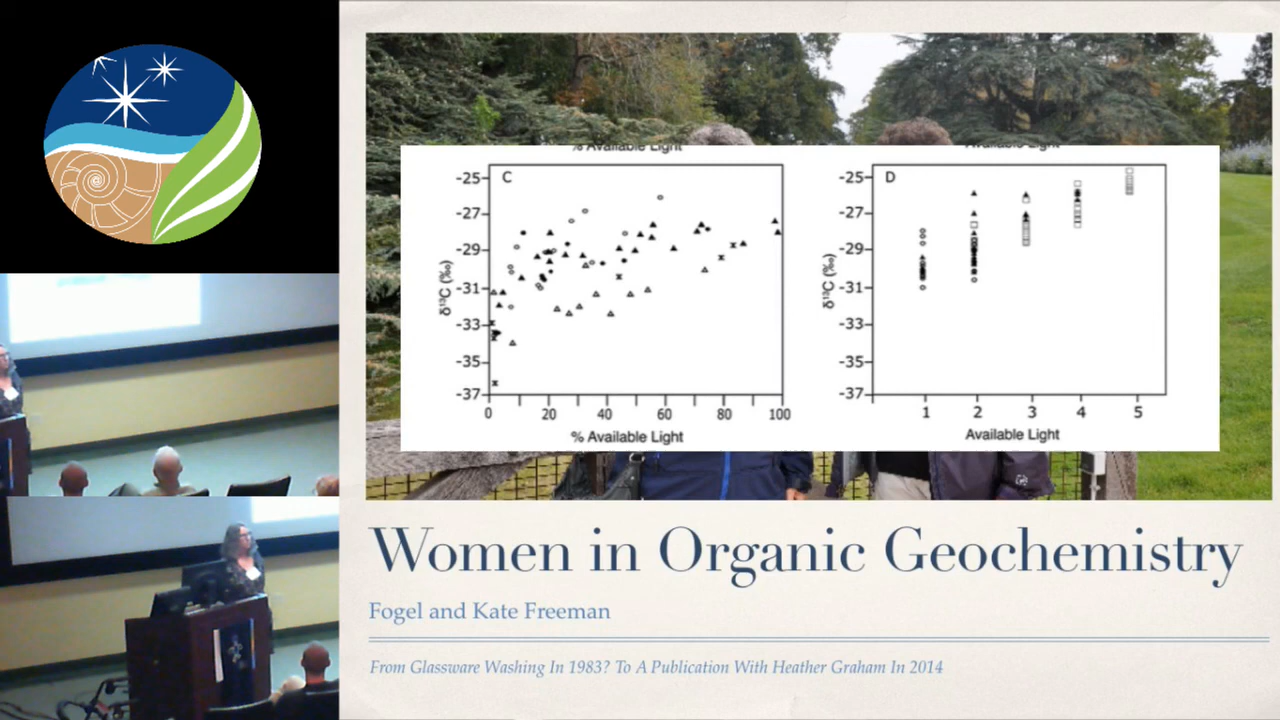 % Available Light
Available Light
C
-25
-27
-29
-31
-33
-35
-37
δ¹³C (‰)
0
20
40
60
80
100
% Available Light
D
-25
-27
-29
-31
-33
-35
-37
δ¹³C (‰)
1
2
3
4
5
Available Light
Women in Organic Geochemistry
Fogel and Kate Freeman
From Glassware Washing In 1983? To A Publication With Heather Graham In 2014